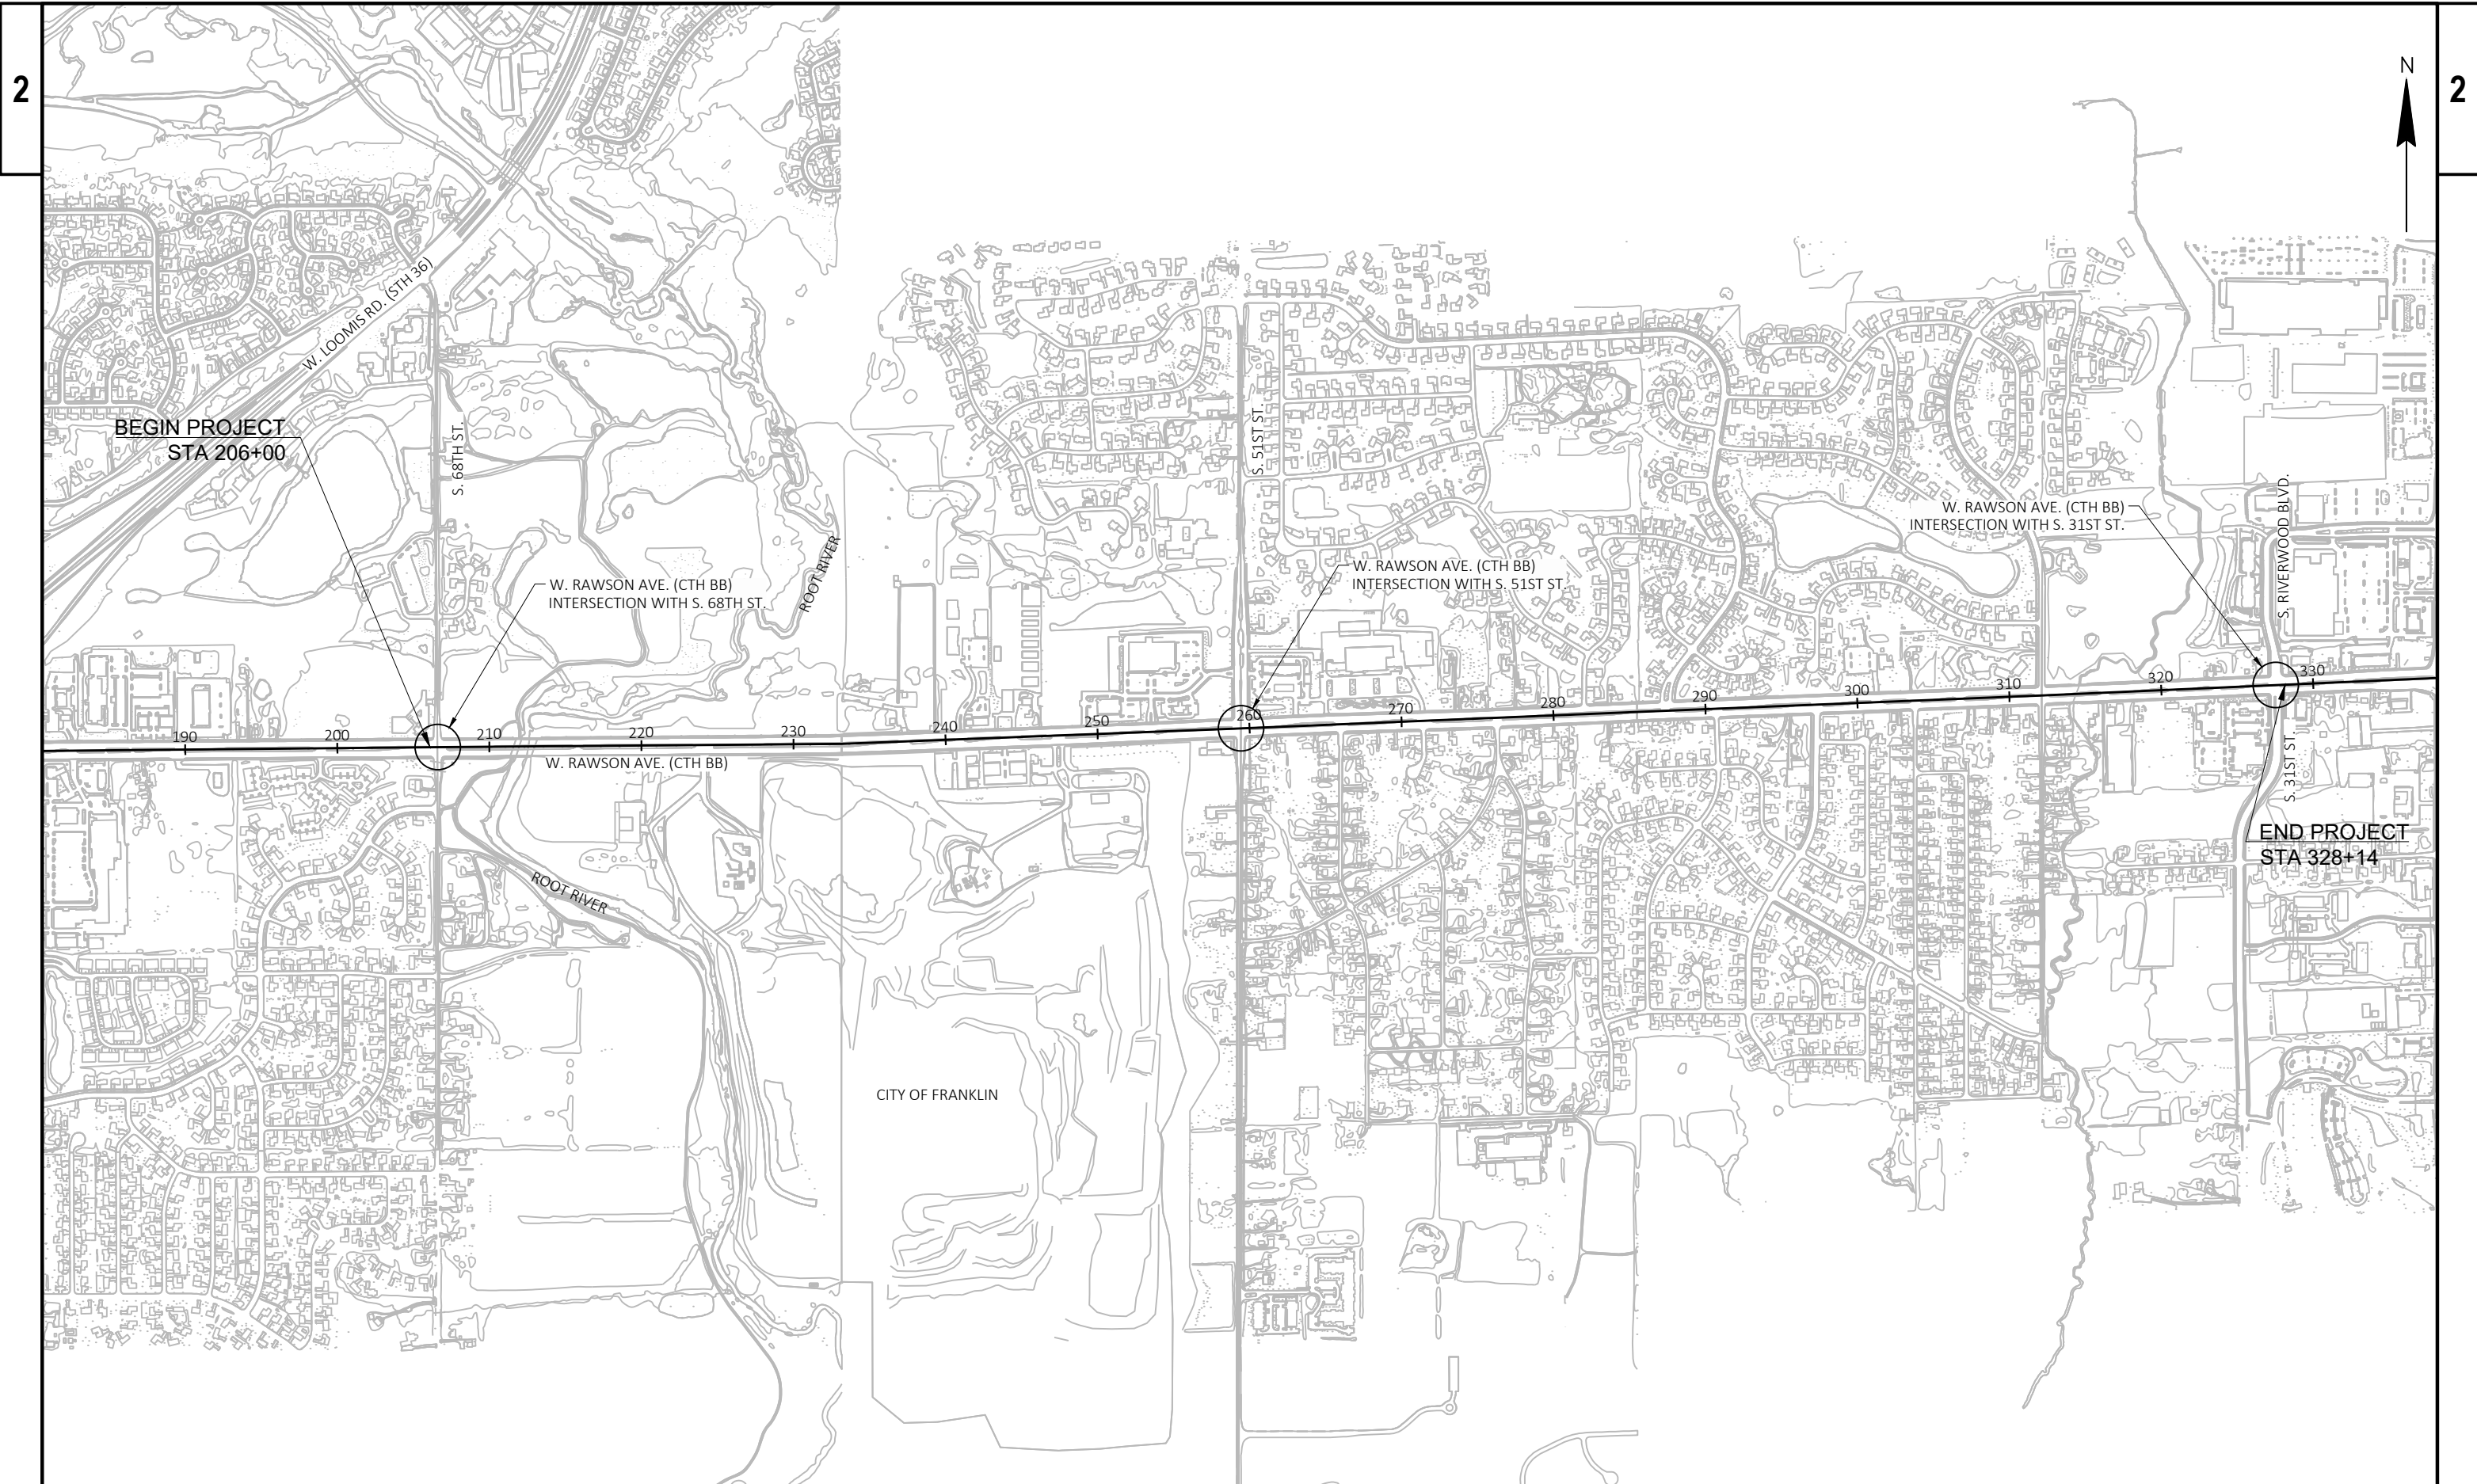 2
2
N
W. LOOMIS RD. (STH 36)
BEGIN PROJECT
STA 206+00
S. 68TH ST.
S. 51ST ST.
W. RAWSON AVE. (CTH BB)
INTERSECTION WITH S. 31ST ST.
S. RIVERWOOD BLVD.
W. RAWSON AVE. (CTH BB)
INTERSECTION WITH S. 68TH ST.
ROOT RIVER
W. RAWSON AVE. (CTH BB)
INTERSECTION WITH S. 51ST ST.
190
200
210
220
230
240
250
260
270
280
290
300
310
320
330
W. RAWSON AVE. (CTH BB)
S. 31ST ST.
END PROJECT
STA 328+14
ROOT RIVER
CITY OF FRANKLIN